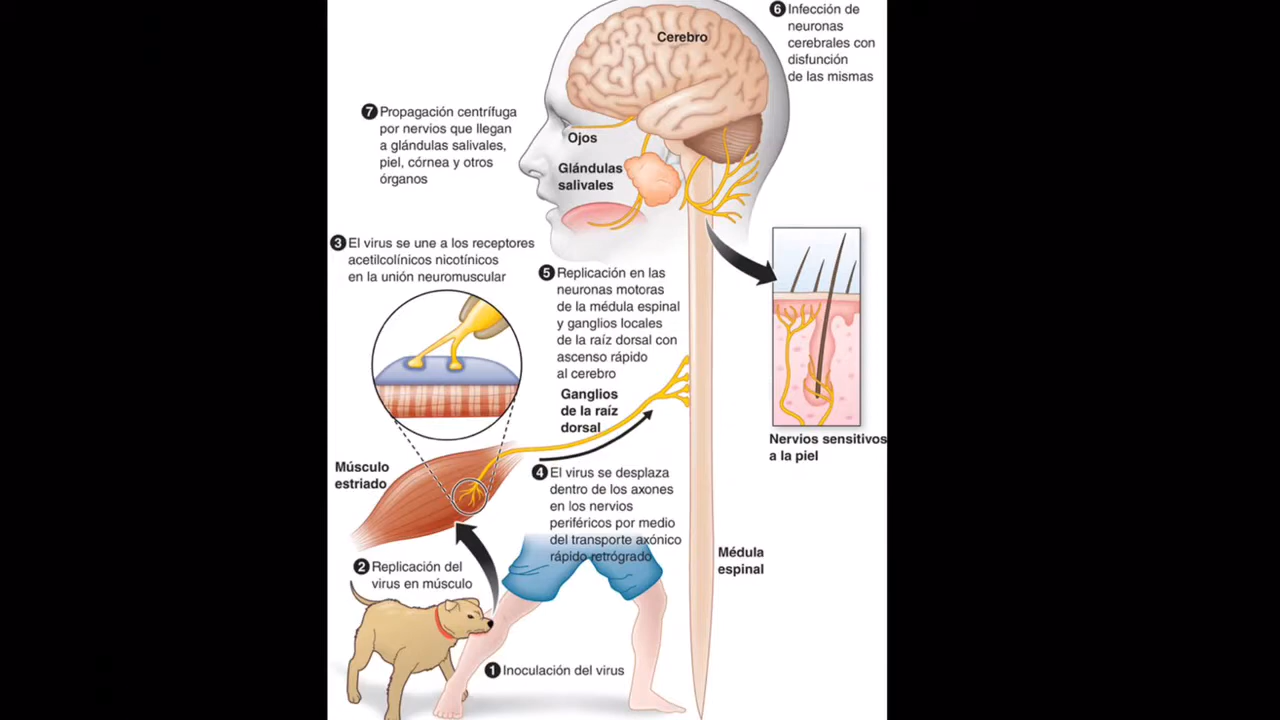 Cerebro
6 Infección de
neuronas
cerebrales con
disfunción
de las mismas
7 Propagación centrífuga
por nervios que llegan
a glándulas salivales,
piel, córnea y otros
órganos
Ojos
Glándulas
salivales
3 El virus se une a los receptores
acetilcolínicos nicotínicos
en la unión neuromuscular
5 Replicación en las
neuronas motoras
de la médula espinal
y ganglios locales
de la raíz dorsal con
ascenso rápido
al cerebro
Ganglios
de la raíz
dorsal
Nervios sensitivos
a la piel
Músculo
estriado
4 El virus se desplaza
dentro de los axones
en los nervios
periféricos por medio
del transporte axónico
rápido retrógrado
Médula
espinal
2 Replicación del
virus en músculo
1 Inoculación del virus